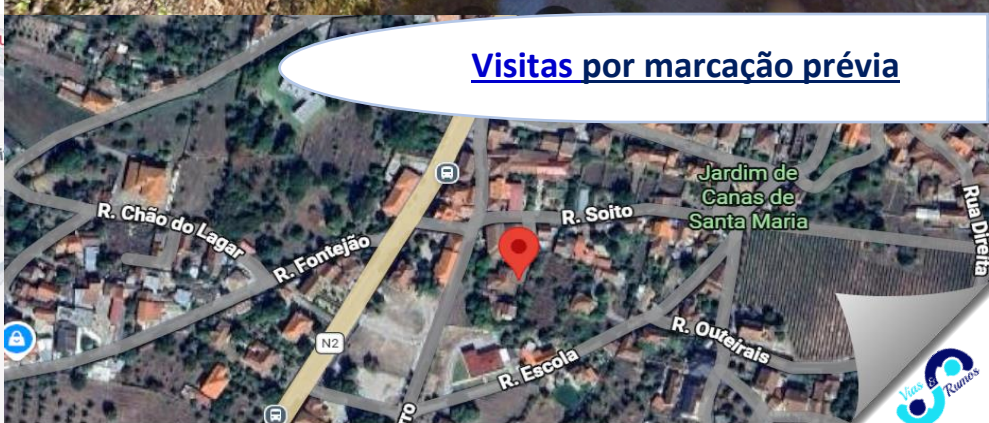 Visitas por marcação prévia
Jardim de
Canas de
Santa Maria
R. Soito
Rua Direita
R. Chão do Lagar
R. Fontejão
N2
R. Outeirais
R. Escola
Vias &
Rumos